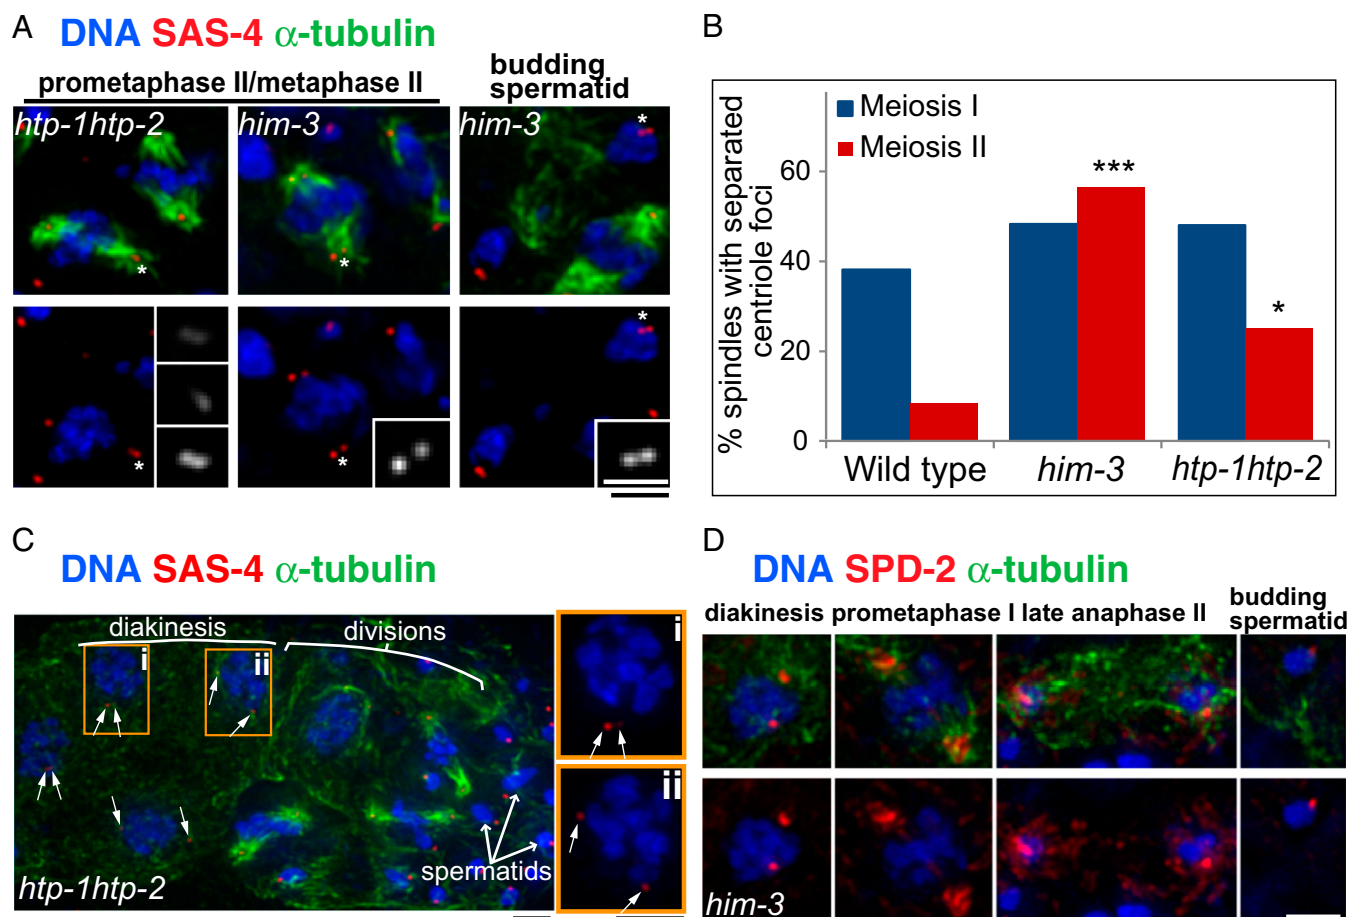 A
DNA SAS-4 α-tubulin
prometaphase II/metaphase II
budding
spermatid
htp-1htp-2
him-3
him-3
*
*
*
*
*
*
B
Meiosis I
Meiosis II
% spindles with separated
centriole foci
60
40
20
0
***
*
Wild type
him-3
htp-1htp-2
C
DNA SAS-4 α-tubulin
diakinesis
divisions
i
ii
i
ii
spermatids
htp-1htp-2
D
DNA SPD-2 α-tubulin
diakinesis prometaphase I late anaphase II
budding
spermatid
him-3